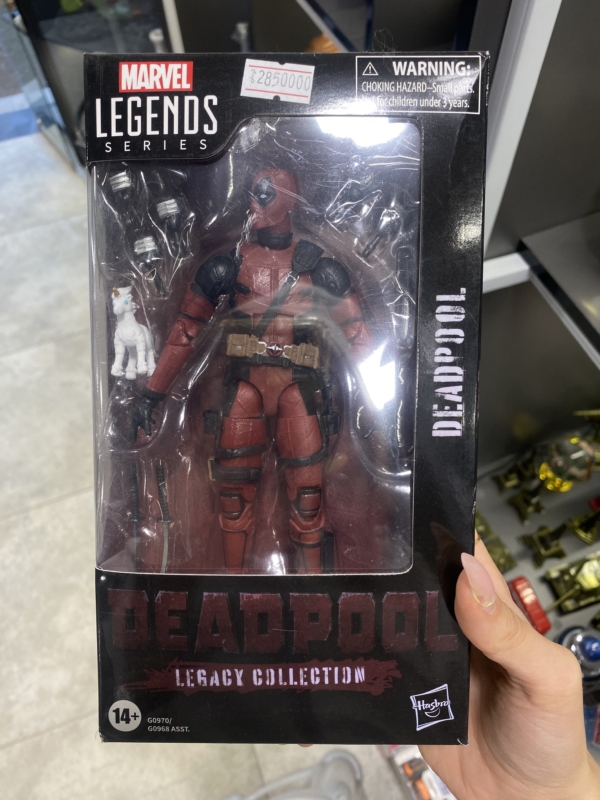 MARVEL
LEGENDS
SERIES
2850000
WARNING:
CHOKING HAZARD–Small parts.
for children under 3 years.
DEADPOOL
DEADPOOL
LEGACY COLLECTION
14+
G0970/
G0968 ASST.
Hasbro